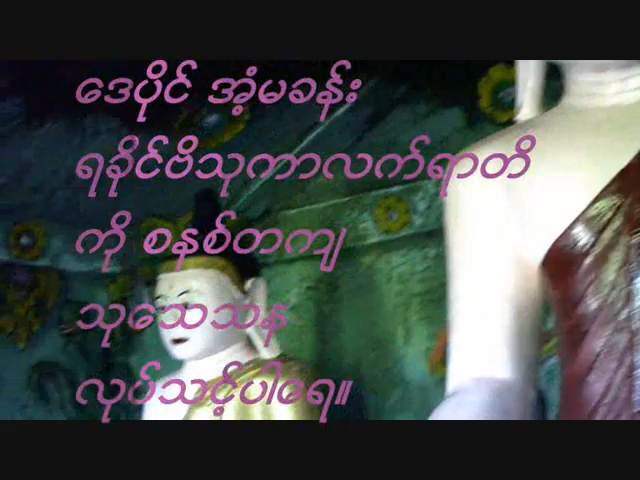 ဒေပိုင် အံ့မခန်း
ရခိုင်ဗိသုကာလက်ရာတိ
ကို စနစ်တကျ
သုသေသန
လုပ်သင့်ပါရေ။